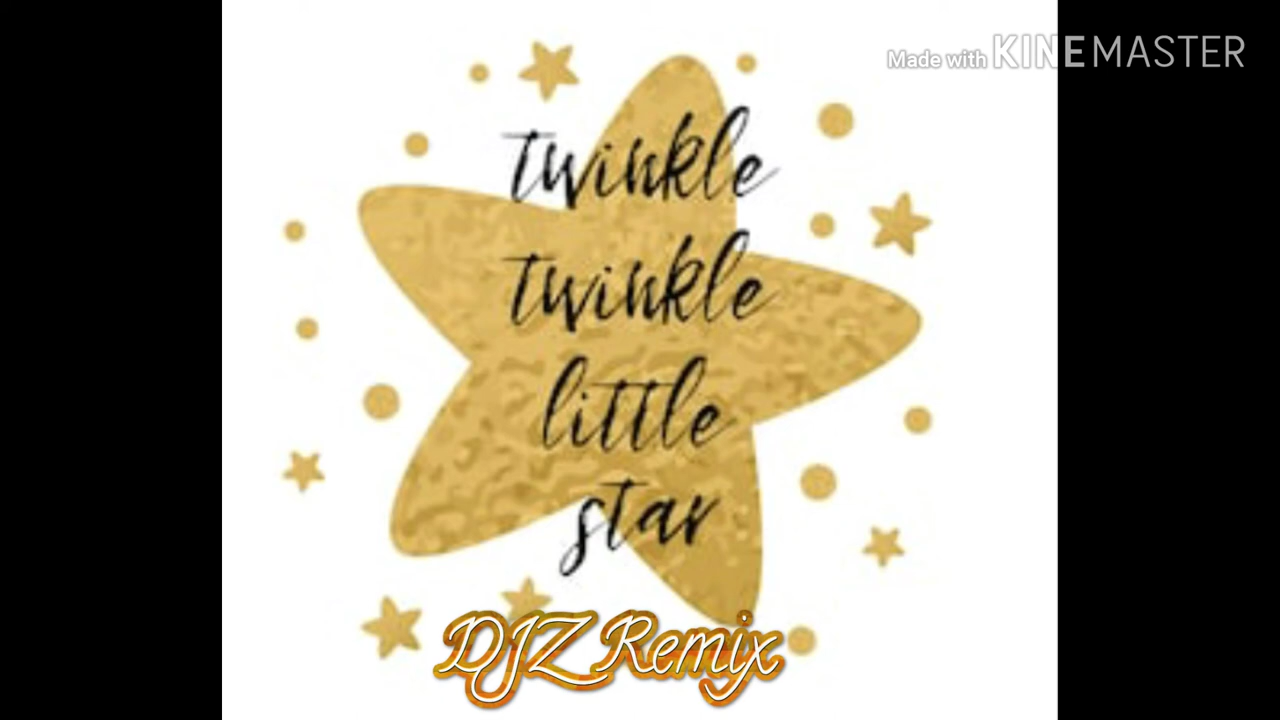 Made with KINEMASTER
twinkle
twinkle
little
star
DJZ Remix